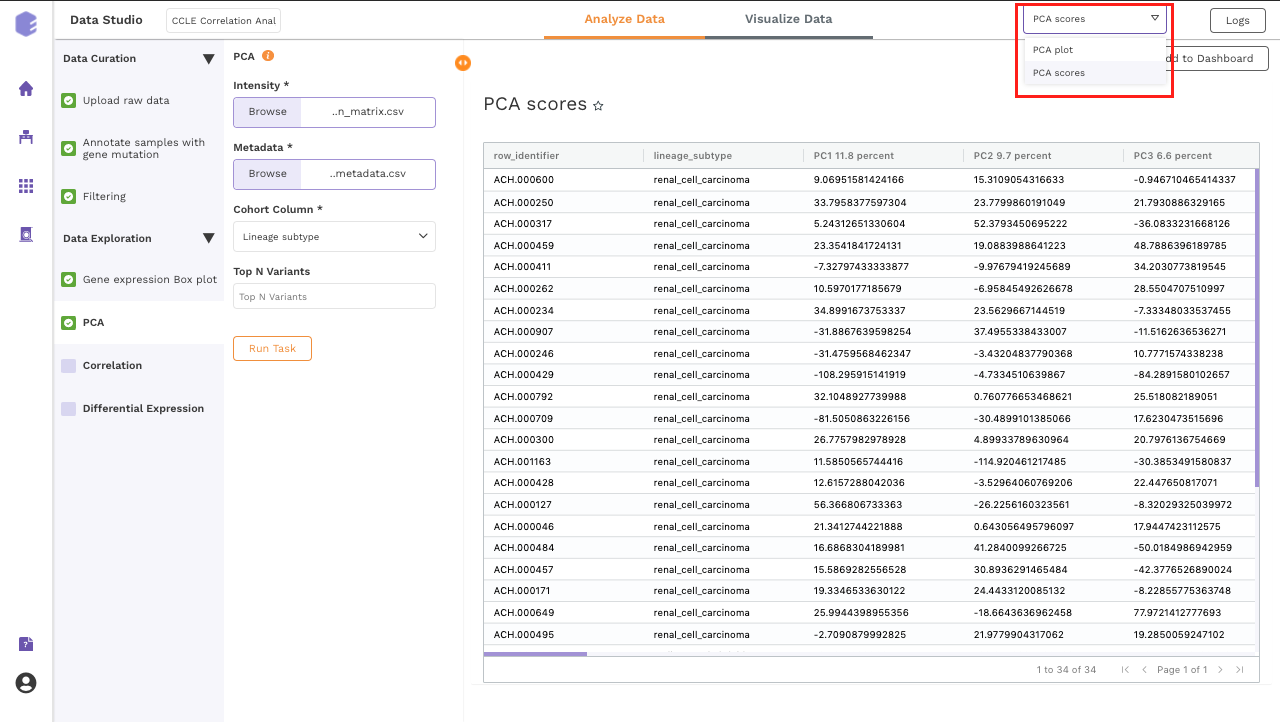 Data Studio
CCLE Correlation Anal
Analyze Data
Visualize Data
PCA scores
Logs
PCA plot
PCA scores
dd to Dashboard
Data Curation
Upload raw data
Annotate samples with
gene mutation
Filtering
Data Exploration
Gene expression Box plot
PCA
Correlation
Differential Expression
PCA
Intensity *
Browse ..n_matrix.csv
Metadata *
Browse ..metadata.csv
Cohort Column *
Lineage subtype
Top N Variants
Top N Variants
Run Task
PCA scores
row_identifier lineage_subtype PC1 11.8 percent PC2 9.7 percent PC3 6.6 percent
ACH.000600 renal_cell_carcinoma 9.06951581424166 15.3109054316633 -0.946710465414337
ACH.000250 renal_cell_carcinoma 33.7958377597304 23.7799860191049 21.7930886329165
ACH.000317 renal_cell_carcinoma 5.24312651330604 52.3793450695222 -36.0833231668126
ACH.000459 renal_cell_carcinoma 23.3541841724131 19.0883988641223 48.7886396189785
ACH.000411 renal_cell_carcinoma -7.32797433333877 -9.97679419245689 34.2030773819545
ACH.000262 renal_cell_carcinoma 10.5970177185679 -6.95845492626678 28.5504707510997
ACH.000234 renal_cell_carcinoma 34.8991673753337 23.5629667144519 -7.33348033537455
ACH.000907 renal_cell_carcinoma -31.8867639598254 37.4955338433007 -11.5162636536271
ACH.000246 renal_cell_carcinoma -31.4759568462347 -3.43204837790368 10.7771574338238
ACH.000429 renal_cell_carcinoma -108.295915141919 -4.7334510639867 -84.2891580102657
ACH.000792 renal_cell_carcinoma 32.1048927739988 0.760776653468621 25.518082189051
ACH.000709 renal_cell_carcinoma -81.5050863226156 -30.4899101385066 17.6230473515696
ACH.000300 renal_cell_carcinoma 26.7757982978928 4.89933789630964 20.7976136754669
ACH.001163 renal_cell_carcinoma 11.5850565744416 -114.920461217485 -30.3853491580837
ACH.000428 renal_cell_carcinoma 12.6157288042036 -3.52964060769206 22.447650817071
ACH.000127 renal_cell_carcinoma 56.366806733363 -26.2256160323561 -8.32029325039972
ACH.000046 renal_cell_carcinoma 21.3412744221888 0.643056495796097 17.9447423112575
ACH.000484 renal_cell_carcinoma 16.6868304189981 41.2840099266725 -50.0184986942959
ACH.000457 renal_cell_carcinoma 15.5869282556528 30.8936291465484 -42.3776526890024
ACH.000171 renal_cell_carcinoma 19.3346533630122 24.4433120085132 -8.22855775363748
ACH.000649 renal_cell_carcinoma 25.9944398955356 -18.6643636962458 77.9721412777693
ACH.000495 renal_cell_carcinoma -2.7090879992825 21.9779904317062 19.2850059247102
1 to 34 of 34 Page 1 of 1